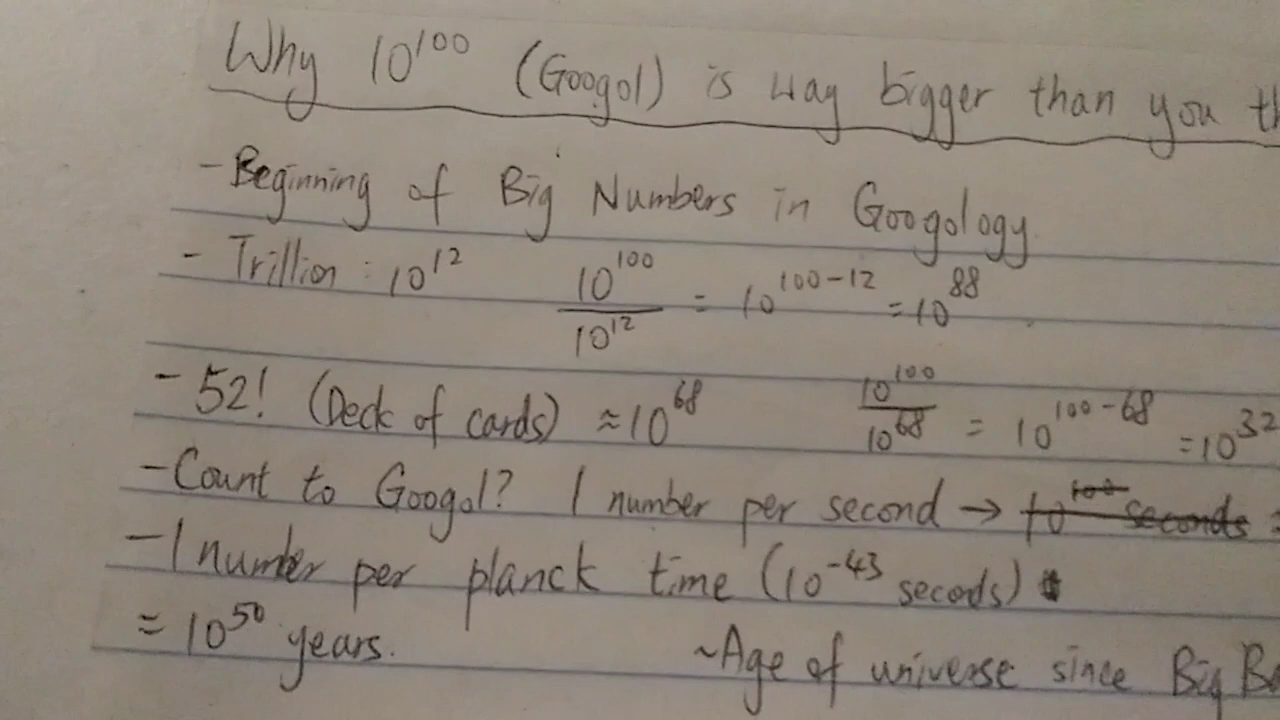 Why 10^100 (Googol) is way bigger than you th
- Beginning of Big Numbers in Googology
- Trillion : 10^12 10^100/10^12 = 10^100-12 = 10^88
- 52! (Deck of cards) ≈ 10^68 10^100/10^68 = 10^100-68 = 10^32
- Count to Googol? 1 number per second → 10^100 seconds =
- 1 number per planck time (10^-43 seconds)
= 10^50 years. ~Age of universe since Big Ba